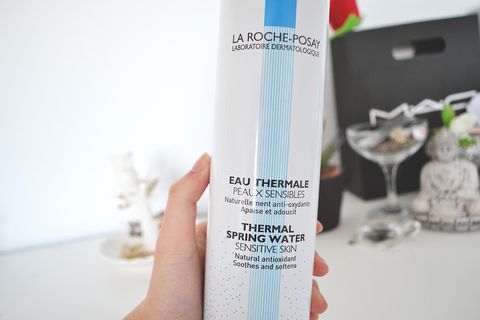 LA ROCHE-POSAY
LABORATOIRE DERMATOLOGIQUE
EAU THERMALE
PEAUX SENSIBLES
Naturellement anti-oxydante
Apaise et adoucit
THERMAL
SPRING WATER
SENSITIVE SKIN
Natural antioxidant
Soothes and softens
MAC